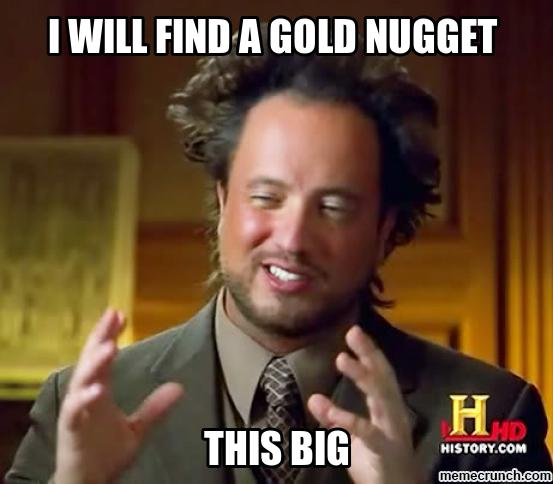 I WILL FIND A GOLD NUGGET
THIS BIG
H HD
HISTORY.COM
memecrunch.com